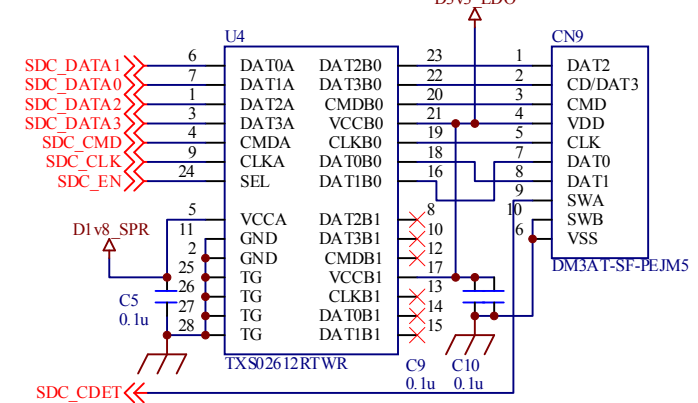 D3v3_LDO
U4
CN9
SDC_DATA1 6 DAT0A DAT2B0 23 1 DAT2
SDC_DATA0 7 DAT1A DAT3B0 22 2 CD/DAT3
SDC_DATA2 1 DAT2A CMDB0 20 3 CMD
SDC_DATA3 3 DAT3A VCCB0 21 4 VDD
SDC_CMD 4 CMDA CLKB0 19 5 CLK
SDC_CLK 9 CLKA DAT0B0 18 7 DAT0
SDC_EN 24 SEL DAT1B0 16 8 DAT1
9 SWA
5 VCCA DAT2B1 8 10 SWB
D1v8_SPR 11 GND DAT3B1 10 6 VSS
2 GND CMDB1 12 DM3AT-SF-PEJM5
25 TG VCCB1 17
C5 26 TG CLKB1 13
0.1u 27 TG DAT0B1 14
28 TG DAT1B1 15
TXS02612RTWR C9 C10
0.1u 0.1u
SDC_CDET